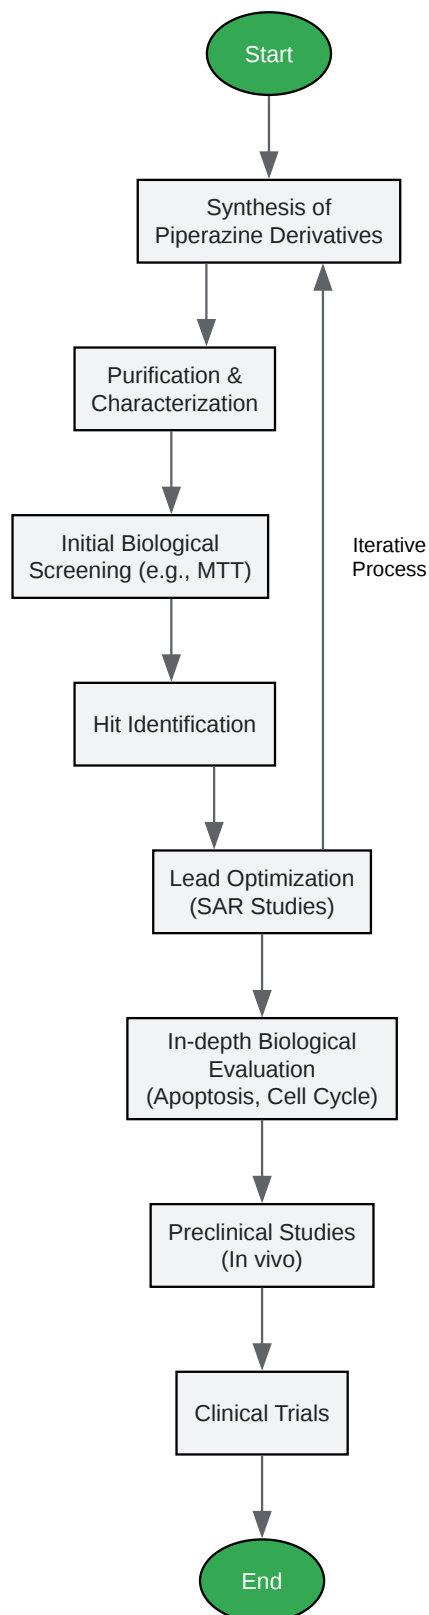 Start
Synthesis of
Piperazine Derivatives
Purification &
Characterization
Initial Biological
Screening (e.g., MTT)
Iterative
Process
Hit Identification
Lead Optimization
(SAR Studies)
In-depth Biological
Evaluation
(Apoptosis, Cell Cycle)
Preclinical Studies
(In vivo)
Clinical Trials
End